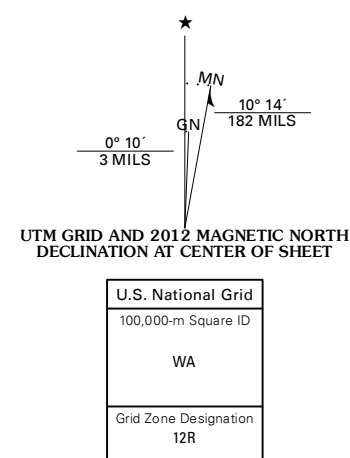 ★
MN
GN
10° 14´
182 MILS
0° 10´
3 MILS
UTM GRID AND 2012 MAGNETIC NORTH
DECLINATION AT CENTER OF SHEET
U.S. National Grid
100,000-m Square ID
WA
Grid Zone Designation
12R